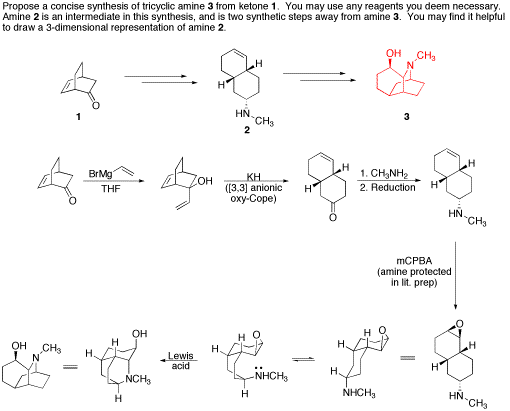 Propose a concise synthesis of tricyclic amine 3 from ketone 1. You may use any reagents you deem necessary.
Amine 2 is an intermediate in this synthesis, and is two synthetic steps away from amine 3. You may find it helpful
to draw a 3-dimensional representation of amine 2.
O
1
H
H
HN
CH3
2
OH
CH3
N
3
O
BrMg
THF
OH
KH
([3,3] anionic
oxy-Cope)
H
H
O
1. CH3NH2
2. Reduction
H
H
HN
CH3
mCPBA
(amine protected
in lit. prep)
OH
N
CH3
=
OH
H
H
NCH3
H
Lewis
acid
H
O
H
NHCH3
H
H
O
H
H
NHCH3
=
O
H
H
HN
CH3